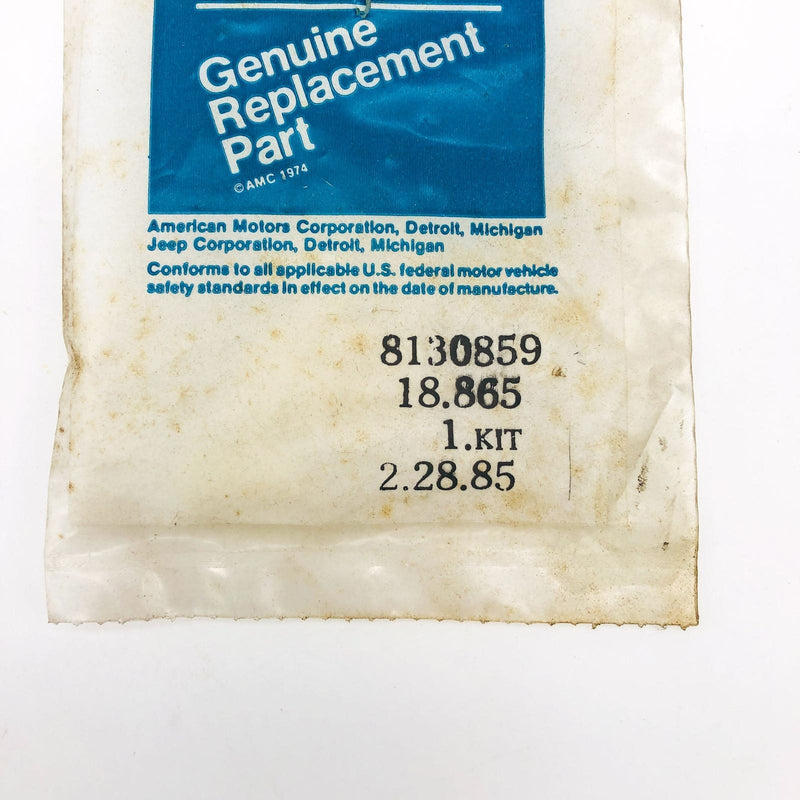 Genuine
Replacement
Part
©AMC 1974
American Motors Corporation, Detroit, Michigan
Jeep Corporation, Detroit, Michigan
Conforms to all applicable U.S. federal motor vehicle
safety standards in effect on the date of manufacture.
8130859
18.865
1.KIT
2.28.85